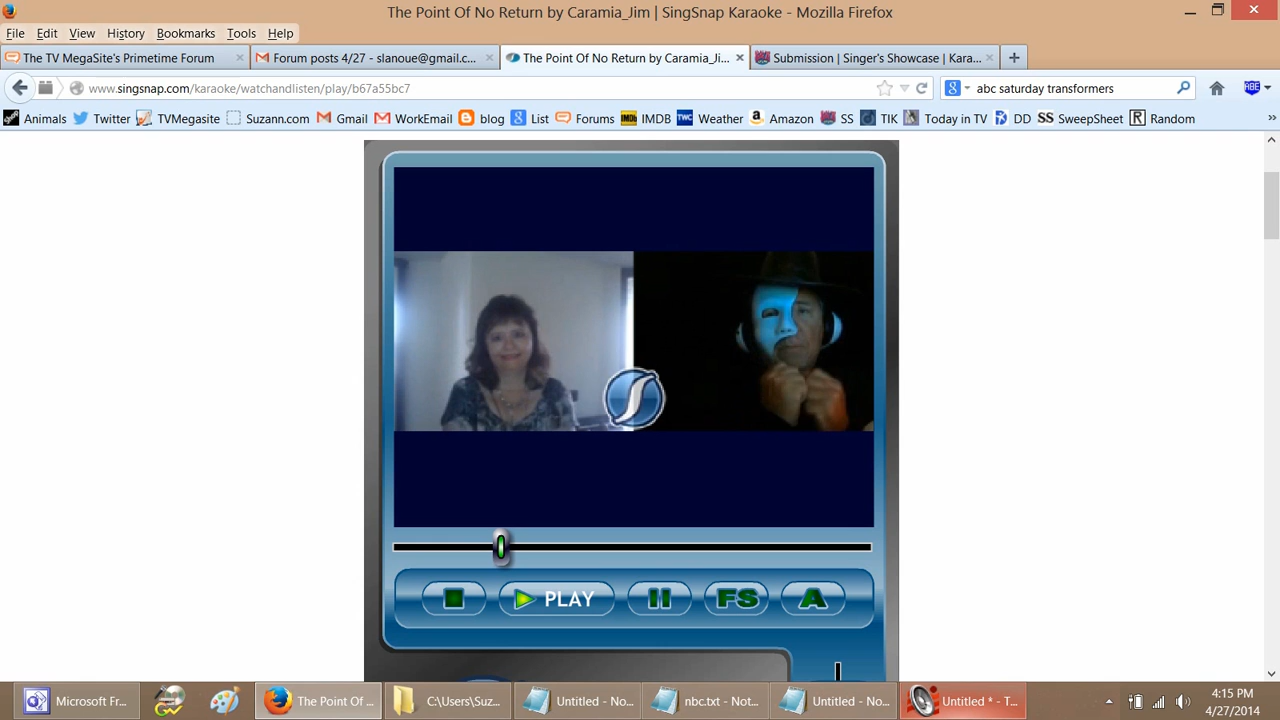 The Point Of No Return by Caramia_Jim | SingSnap Karaoke - Mozilla Firefox
File Edit View History Bookmarks Tools Help
The TV MegaSite's Primetime Forum Forum posts 4/27 - slanoue@gmail.c... The Point Of No Return by Caramia_Ji... Submission | Singer's Showcase | Kara...
www.singsnap.com/karaoke/watchandlisten/play/b67a55bc7 abc saturday transformers ABE
Animals Twitter TVMegasite Suzann.com Gmail WorkEmail blog List Forums IMDb IMDB TWC Weather Amazon SS TIK Today in TV DD SS SweepSheet R Random
S
PLAY FS A
Microsoft Fr... The Point Of ... C:\Users\Suz... Untitled - No... nbc.txt - Not... Untitled - No... Untitled * - T... 4:15 PM
4/27/2014